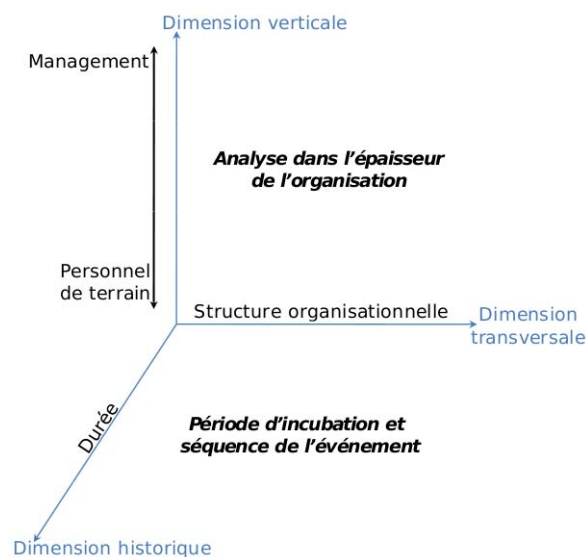 Dimension verticale
Management
Analyse dans l’épaisseur
de l’organisation
Personnel
de terrain
Structure organisationnelle
Dimension
transversale
Durée
Période d’incubation et
séquence de l’événement
Dimension historique